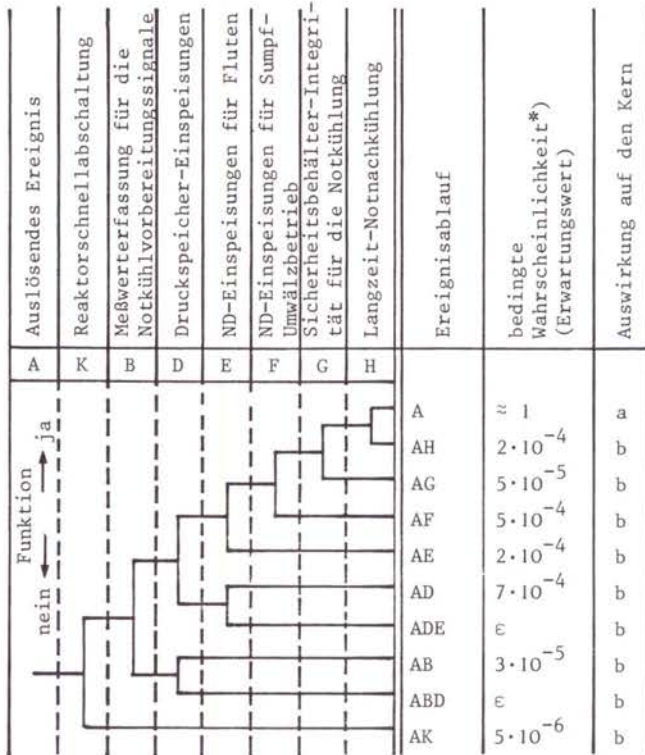 Auslösendes Ereignis
Reaktorschnellabschaltung
Meßwerterfassung für die
Notkühlvorbereitungssignale
Druckspeicher-Einspeisungen
ND-Einspeisungen für Fluten
ND-Einspeisungen für Sumpf-
Umwälzbetrieb
Sicherheitsbehälter-Integri-
tät für die Notkühlung
Langzeit-Notnachkühlung
Ereignisablauf
bedingte
Wahrscheinlichkeit*)
(Erwartungswert)
Auswirkung auf den Kern
A K B D E F G H
Funktion
nein ja
A ≈ 1 a
AH 2·10⁻⁴ b
AG 5·10⁻⁵ b
AF 5·10⁻⁴ b
AE 2·10⁻⁴ b
AD 7·10⁻⁴ b
ADE ε b
AB 3·10⁻⁵ b
ABD ε b
AK 5·10⁻⁶ b